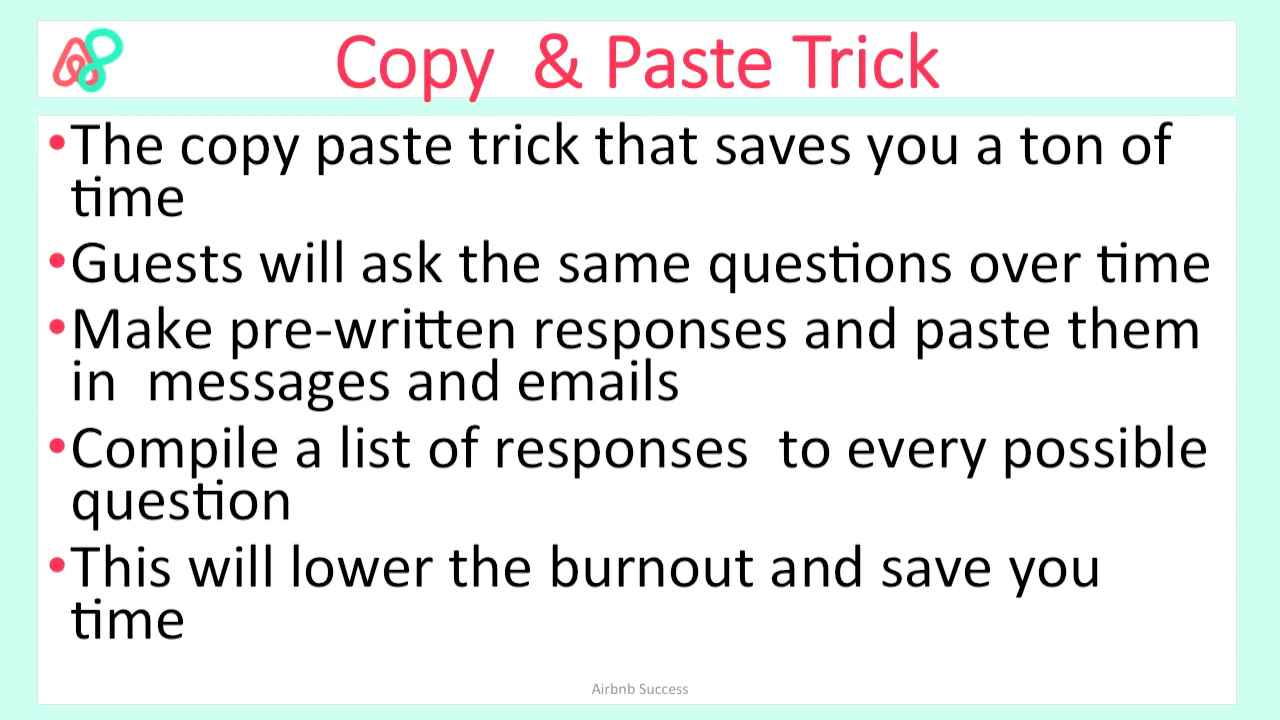 Copy  & Paste Trick
•The copy paste trick that saves you a ton of
time
•Guests will ask the same questions over time
•Make pre-written responses and paste them
in  messages and emails
•Compile a list of responses  to every possible
question
•This will lower the burnout and save you
time
Airbnb Success